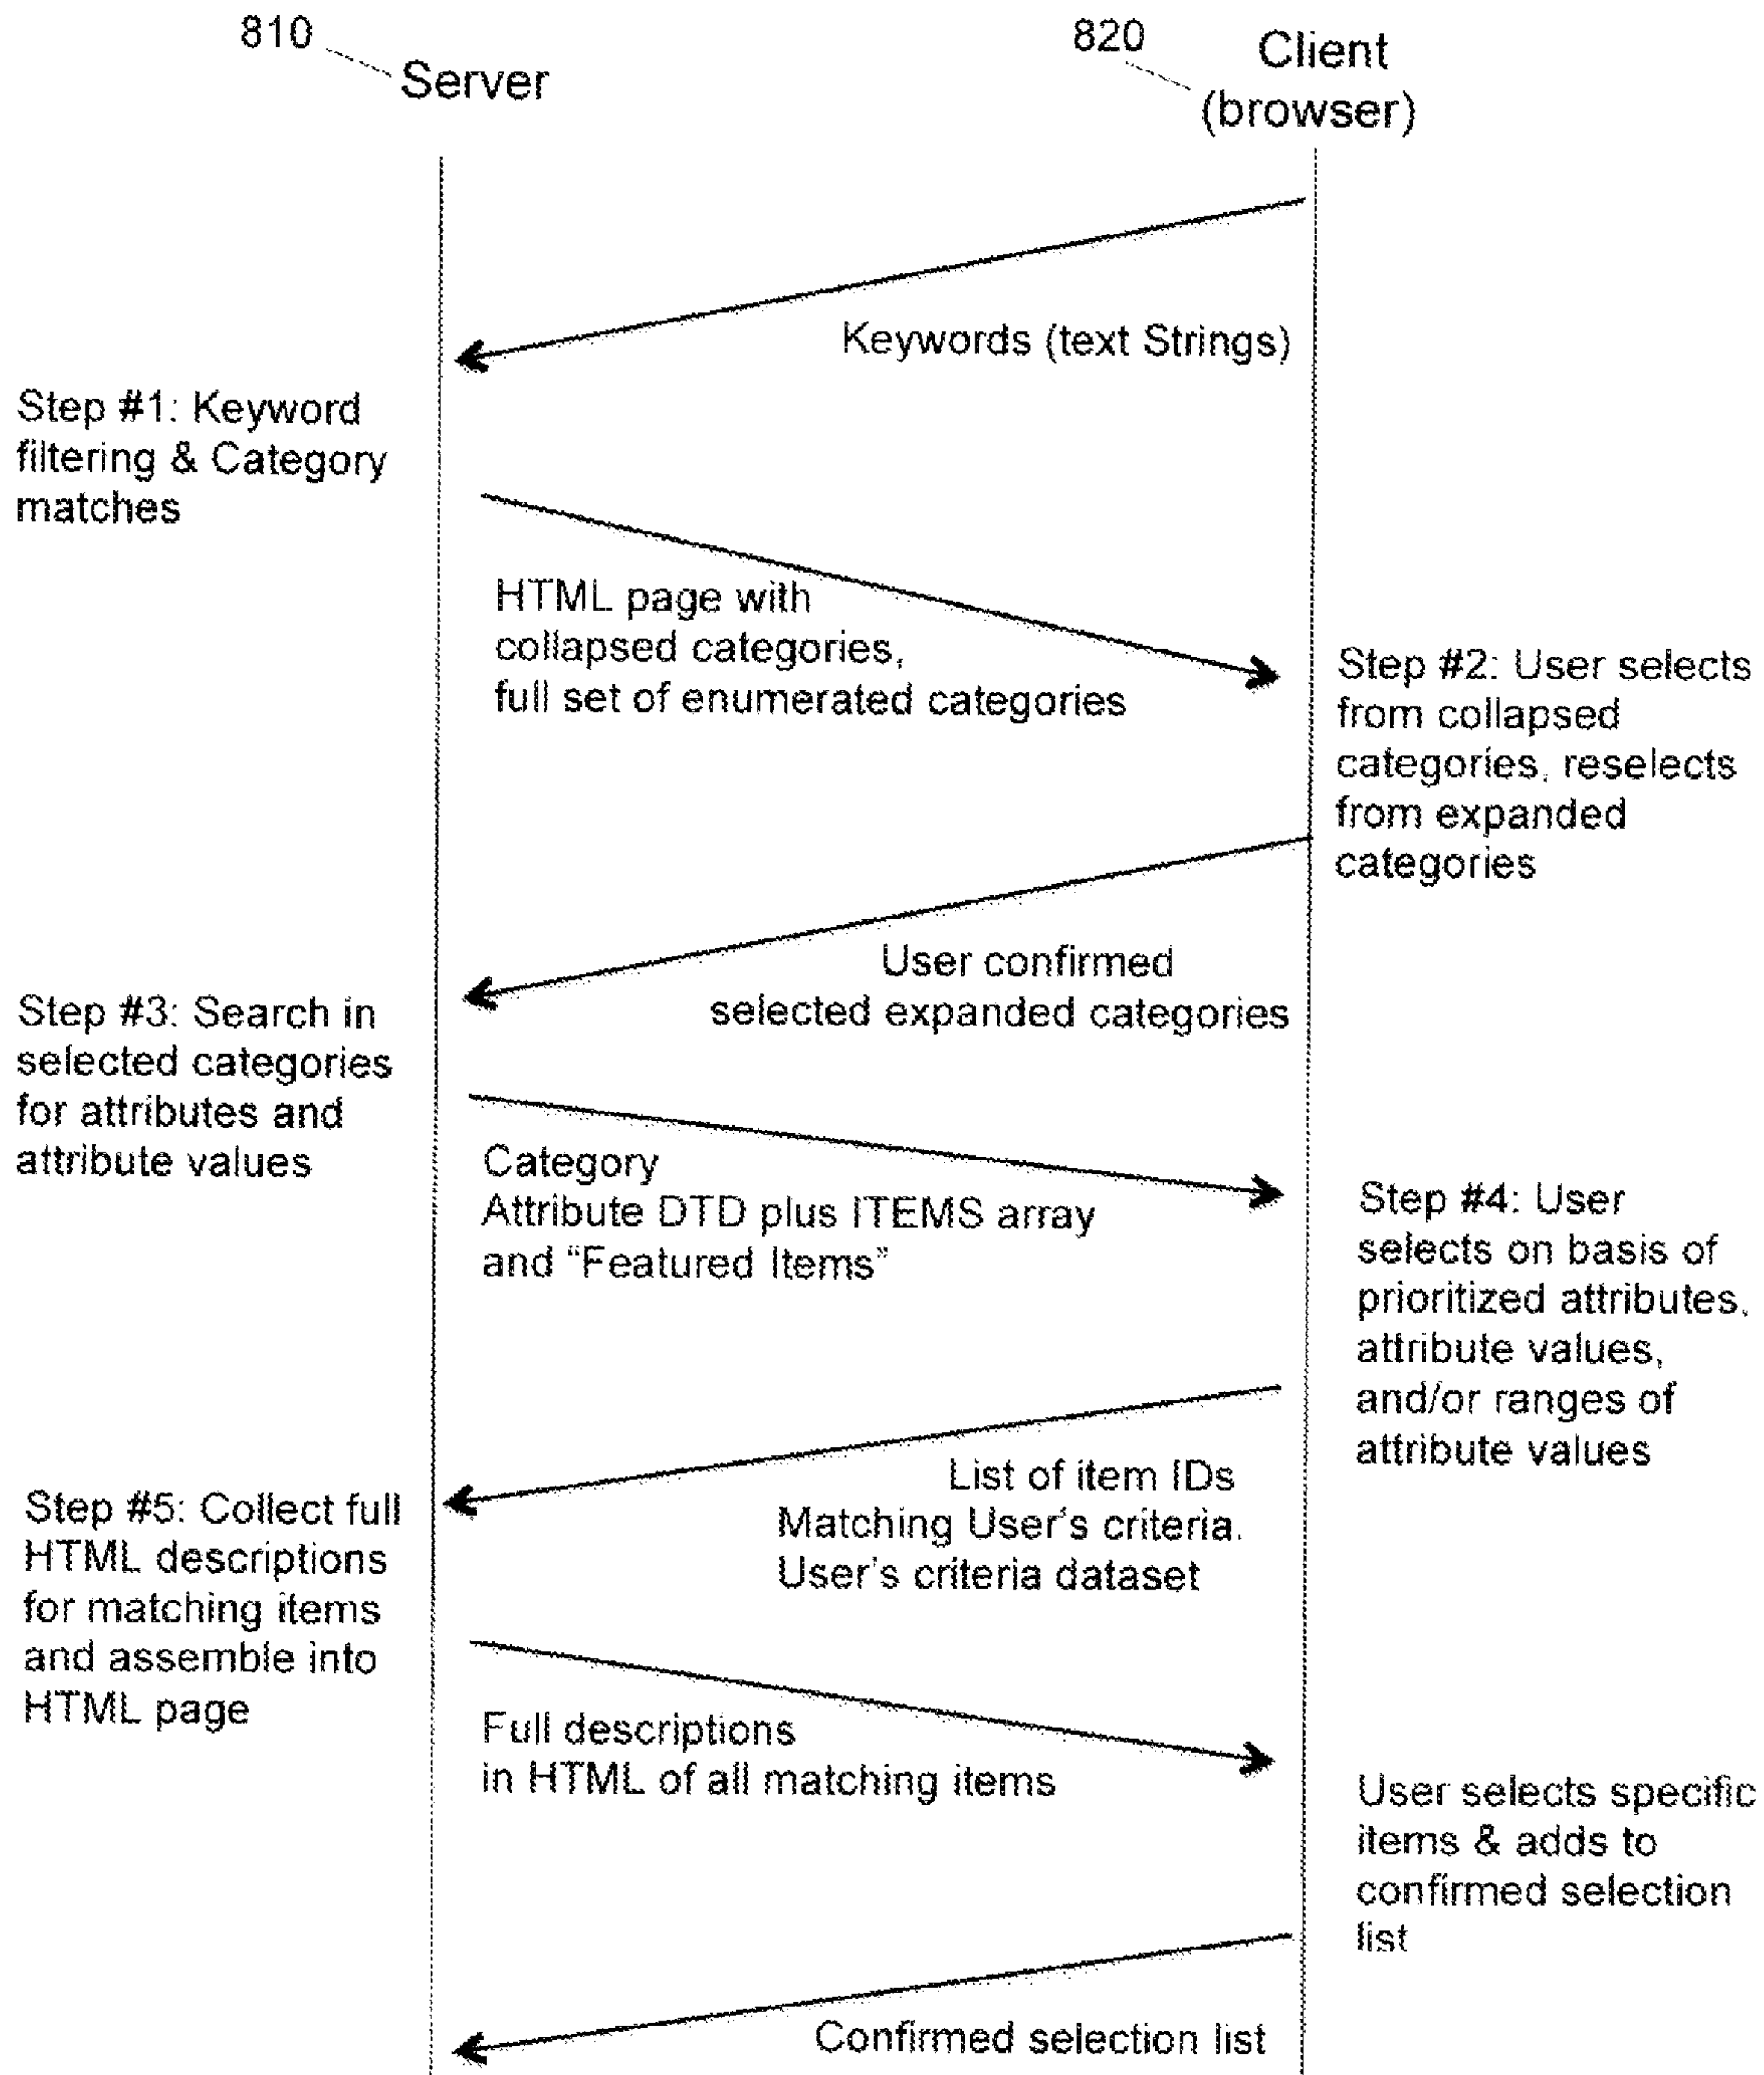 810
Server
820
Client
(browser)
Keywords (text Strings)
Step #1: Keyword
filtering & Category
matches
HTML page with
collapsed categories,
full set of enumerated categories
Step #2: User selects
from collapsed
categories, reselects
from expanded
categories
User confirmed
selected expanded categories
Step #3: Search in
selected categories
for attributes and
attribute values
Category
Attribute DTD plus ITEMS array
and “Featured Items”
Step #4: User
selects on basis of
prioritized attributes,
attribute values,
and/or ranges of
attribute values
List of item IDs
Matching User's criteria.
User's criteria dataset
Step #5: Collect full
HTML descriptions
for matching items
and assemble into
HTML page
Full descriptions
in HTML of all matching items
User selects specific
items & adds to
confirmed selection
list
Confirmed selection list